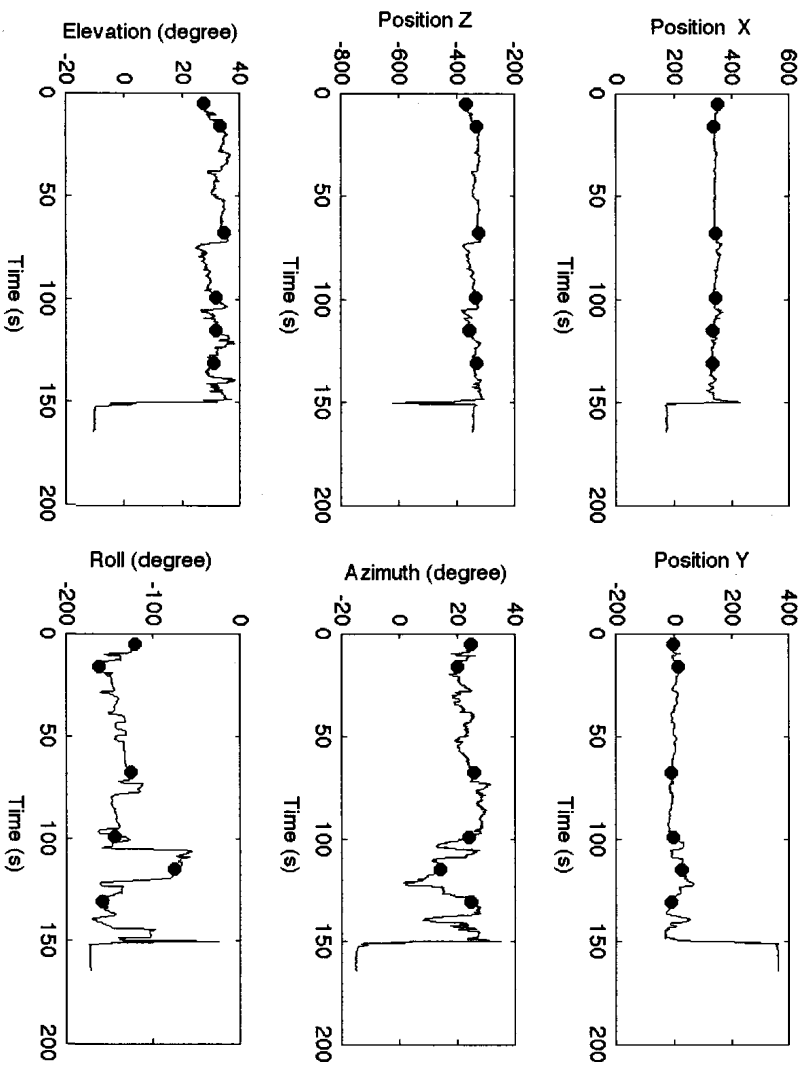 Position X
600
400
200
0
0 50 100 150 200
Time (s)
Position Y
400
200
0
0 50 100 150 200
Time (s)
Position Z
-200
-400
-600
-800
0 50 100 150 200
Time (s)
Azimuth (degree)
40
20
0
-20
0 50 100 150 200
Time (s)
Elevation (degree)
40
20
0
-20
0 50 100 150 200
Time (s)
Roll (degree)
0
-100
-200
0 50 100 150 200
Time (s)